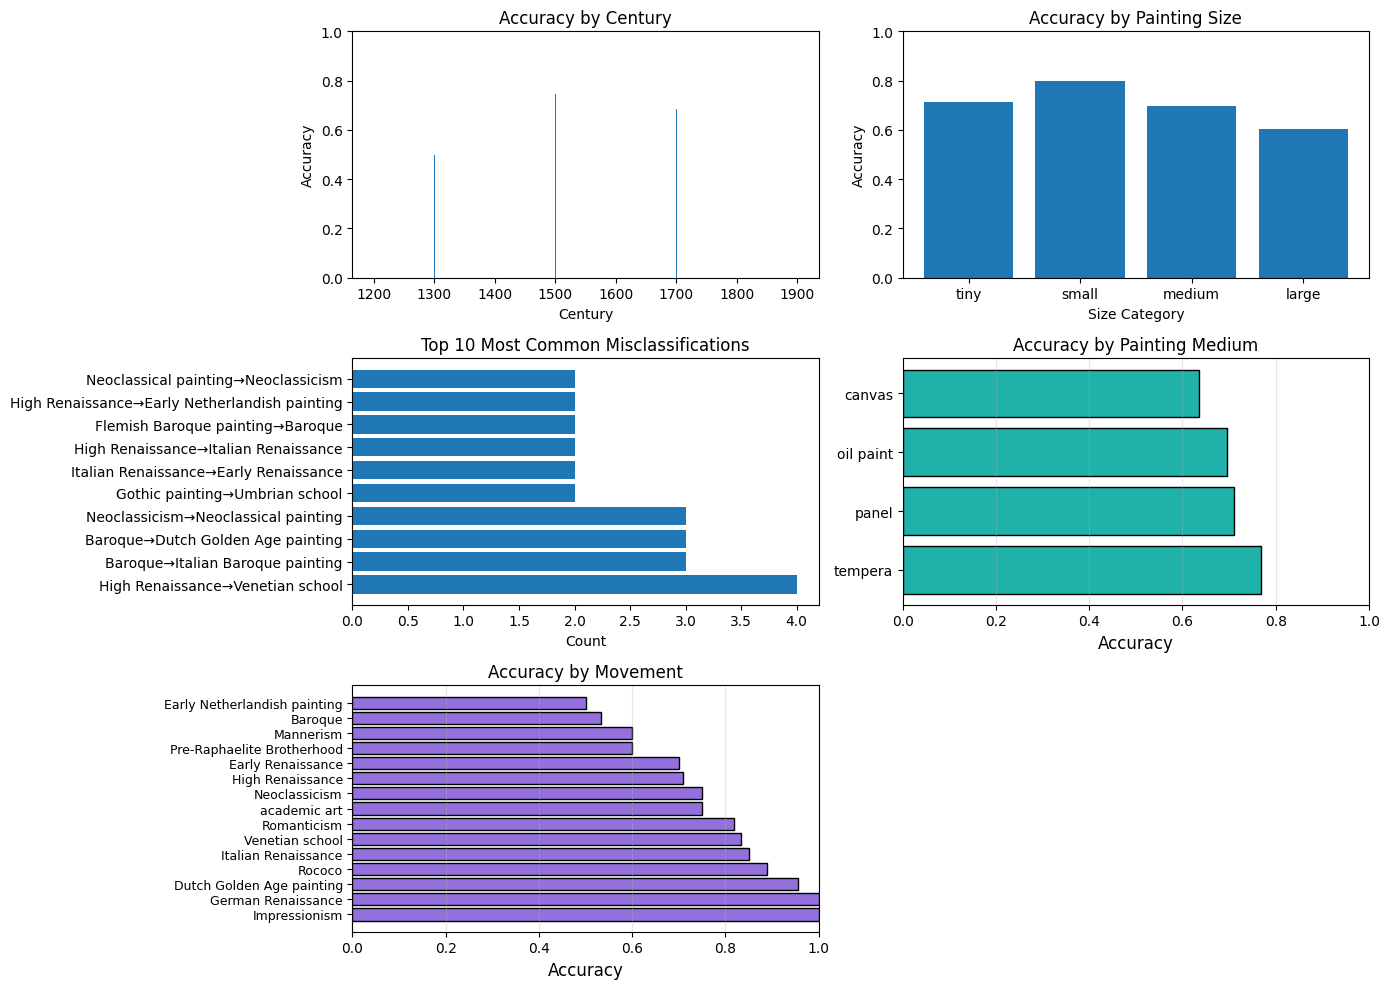 Accuracy by Century
Accuracy
1.0
0.8
0.6
0.4
0.2
0.0
1200 1300 1400 1500 1600 1700 1800 1900
Century
Accuracy by Painting Size
Accuracy
1.0
0.8
0.6
0.4
0.2
0.0
tiny small medium large
Size Category
Top 10 Most Common Misclassifications
Neoclassical painting→Neoclassicism
High Renaissance→Early Netherlandish painting
Flemish Baroque painting→Baroque
High Renaissance→Italian Renaissance
Italian Renaissance→Early Renaissance
Gothic painting→Umbrian school
Neoclassicism→Neoclassical painting
Baroque→Dutch Golden Age painting
Baroque→Italian Baroque painting
High Renaissance→Venetian school
0.0 0.5 1.0 1.5 2.0 2.5 3.0 3.5 4.0
Count
Accuracy by Painting Medium
canvas
oil paint
panel
tempera
0.0 0.2 0.4 0.6 0.8 1.0
Accuracy
Accuracy by Movement
Early Netherlandish painting
Baroque
Mannerism
Pre-Raphaelite Brotherhood
Early Renaissance
High Renaissance
Neoclassicism
academic art
Romanticism
Venetian school
Italian Renaissance
Rococo
Dutch Golden Age painting
German Renaissance
Impressionism
0.0 0.2 0.4 0.6 0.8 1.0
Accuracy